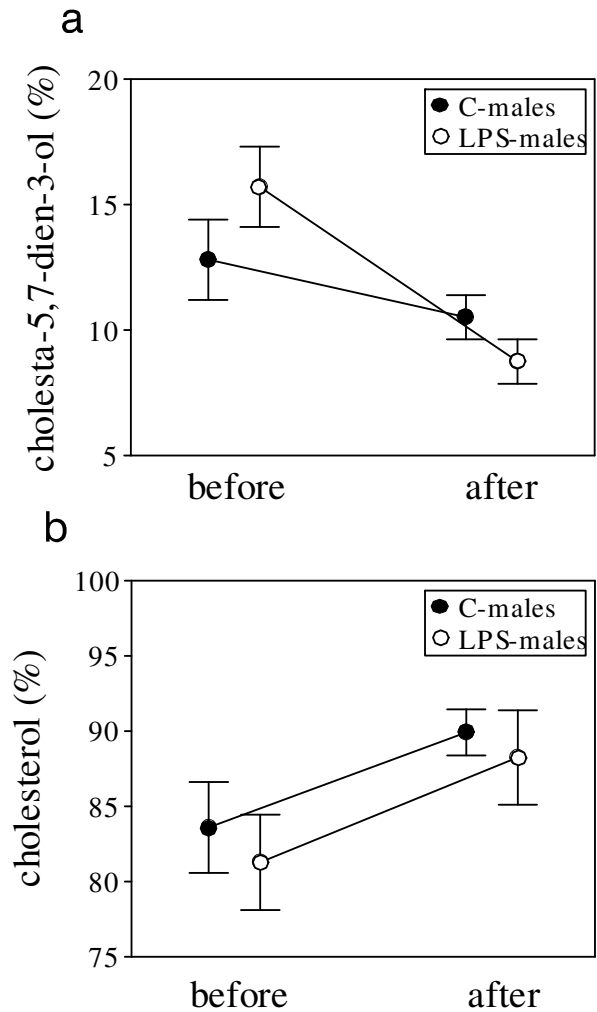 a
cholesta-5,7-dien-3-ol (%)
20
15
10
5
C-males
LPS-males
before after
b
cholesterol (%)
100
95
90
85
80
75
C-males
LPS-males
before after